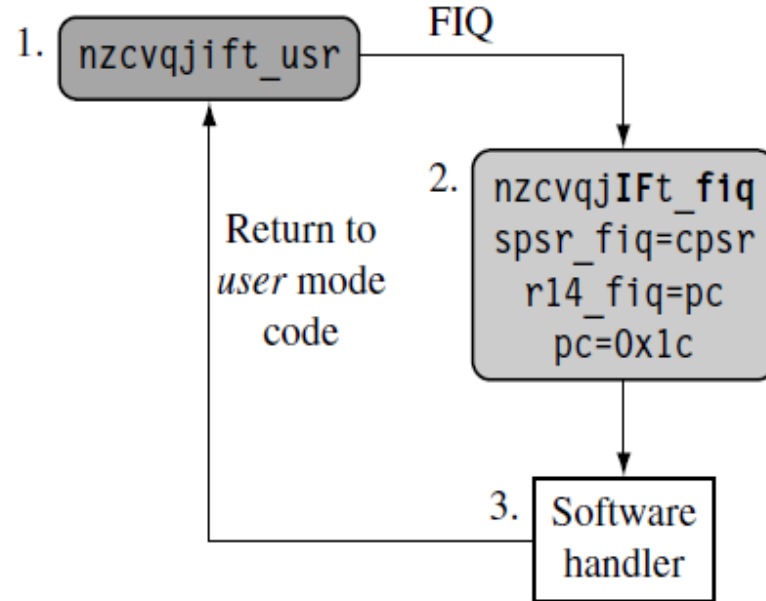 1.
nzcvqjift_usr
FIQ
2.
nzcvqjIFt_fiq
spsr_fiq=cpsr
r14_fiq=pc
pc=0x1c
Return to
user mode
code
3.
Software
handler